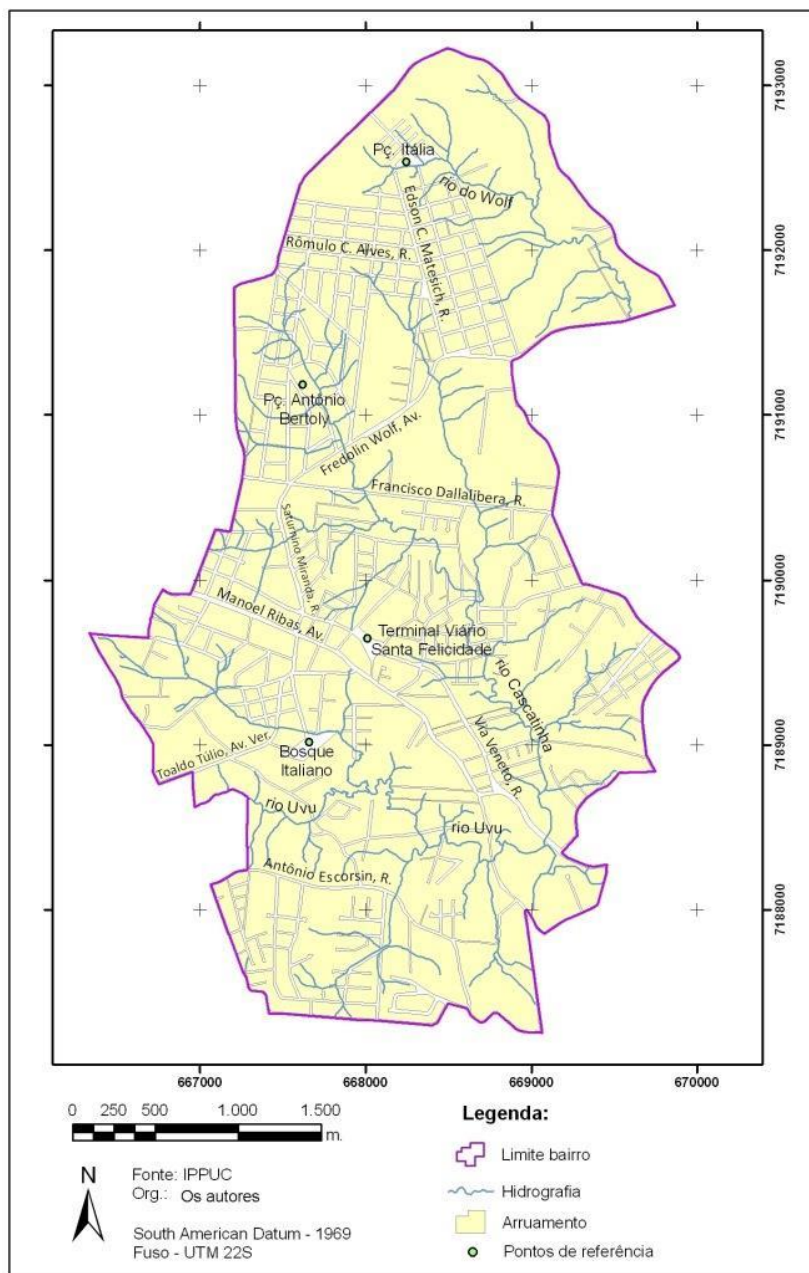 7193000
Pç. Itália
rio do Wolf
Edson C. Matesich, R.
Rômulo C. Alves, R.
7192000
Pç. Antônio
Bertoly
7191000
Fredolin Wolf, Av.
Francisco Dallalibera, R.
Saturnino Miranda, R.
7190000
Manoel Ribas, Av.
Terminal Viário
Santa Felicidade
rio Cascatinha
Via Veneto, R.
7189000
Toaldo Túlio, Av. Ver.
Bosque
Italiano
rio Uvu
rio Uvu
Antônio Escorsin, R.
7188000
667000 668000 669000 670000
0 250 500 1.000 1.500
m.
N
Fonte: IPPUC
Org.: Os autores
South American Datum - 1969
Fuso - UTM 22S
Legenda:
Limite bairro
Hidrografia
Arruamento
Pontos de referência